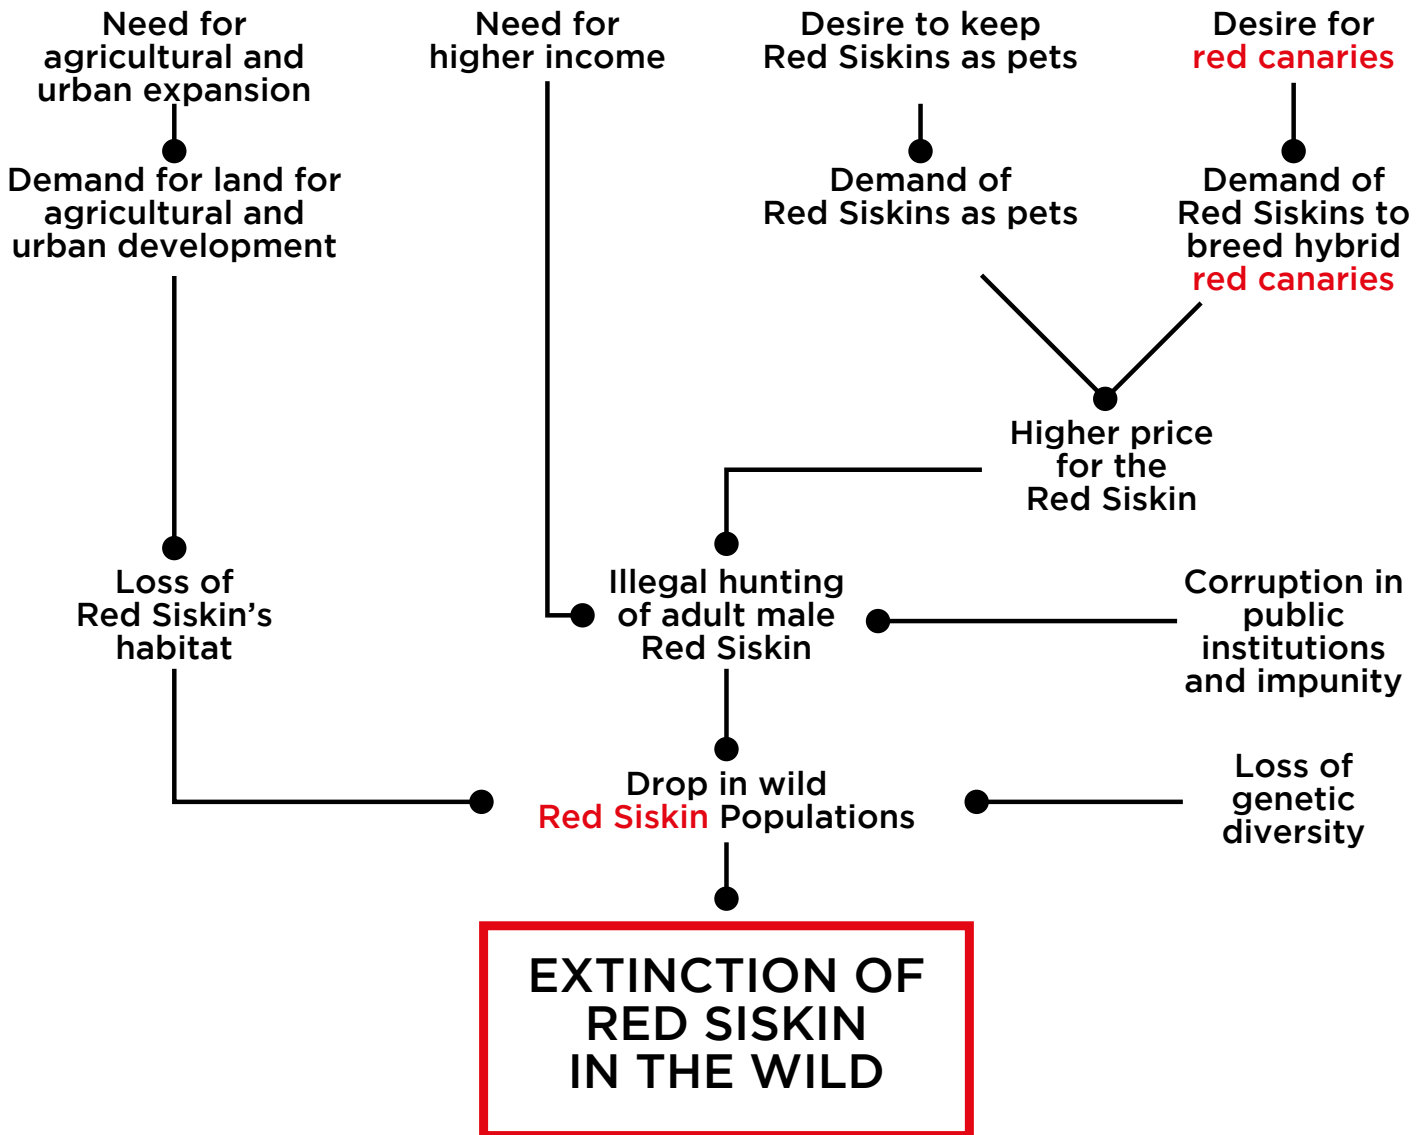 Need for
agricultural and
urban expansion
Need for
higher income
Desire to keep
Red Siskins as pets
Desire for
red canaries
Demand for land for
agricultural and
urban development
Demand of
Red Siskins as pets
Demand of
Red Siskins to
breed hybrid
red canaries
Higher price
for the
Red Siskin
Loss of
Red Siskin’s
habitat
Illegal hunting
of adult male
Red Siskin
Corruption in
public
institutions
and impunity
Drop in wild
Red Siskin Populations
Loss of
genetic
diversity
EXTINCTION OF
RED SISKIN
IN THE WILD